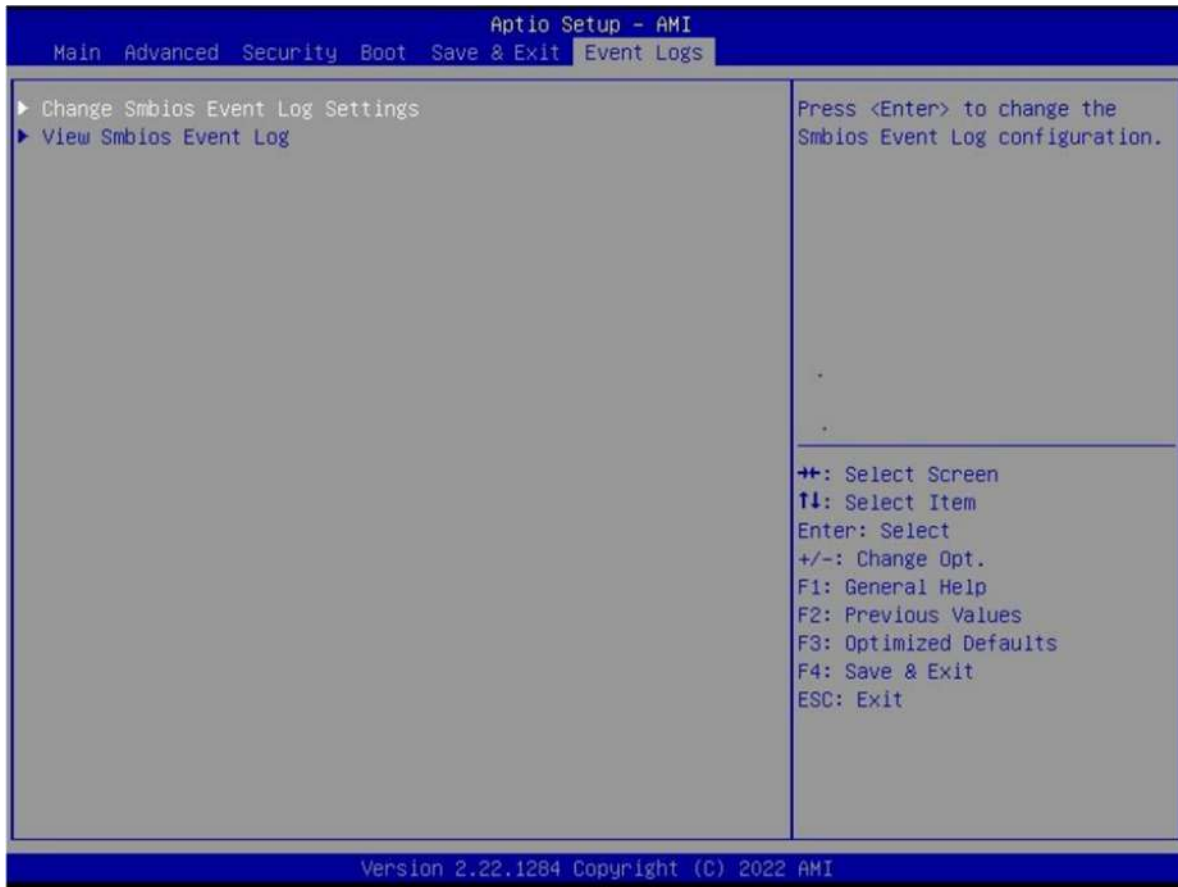 Aptio Setup – AMI
Main Advanced Security Boot Save & Exit Event Logs
▶ Change Smbios Event Log Settings
▶ View Smbios Event Log
Press <Enter> to change the
Smbios Event Log configuration.
→←: Select Screen
↑↓: Select Item
Enter: Select
+/-: Change Opt.
F1: General Help
F2: Previous Values
F3: Optimized Defaults
F4: Save & Exit
ESC: Exit
Version 2.22.1284 Copyright (C) 2022 AMI